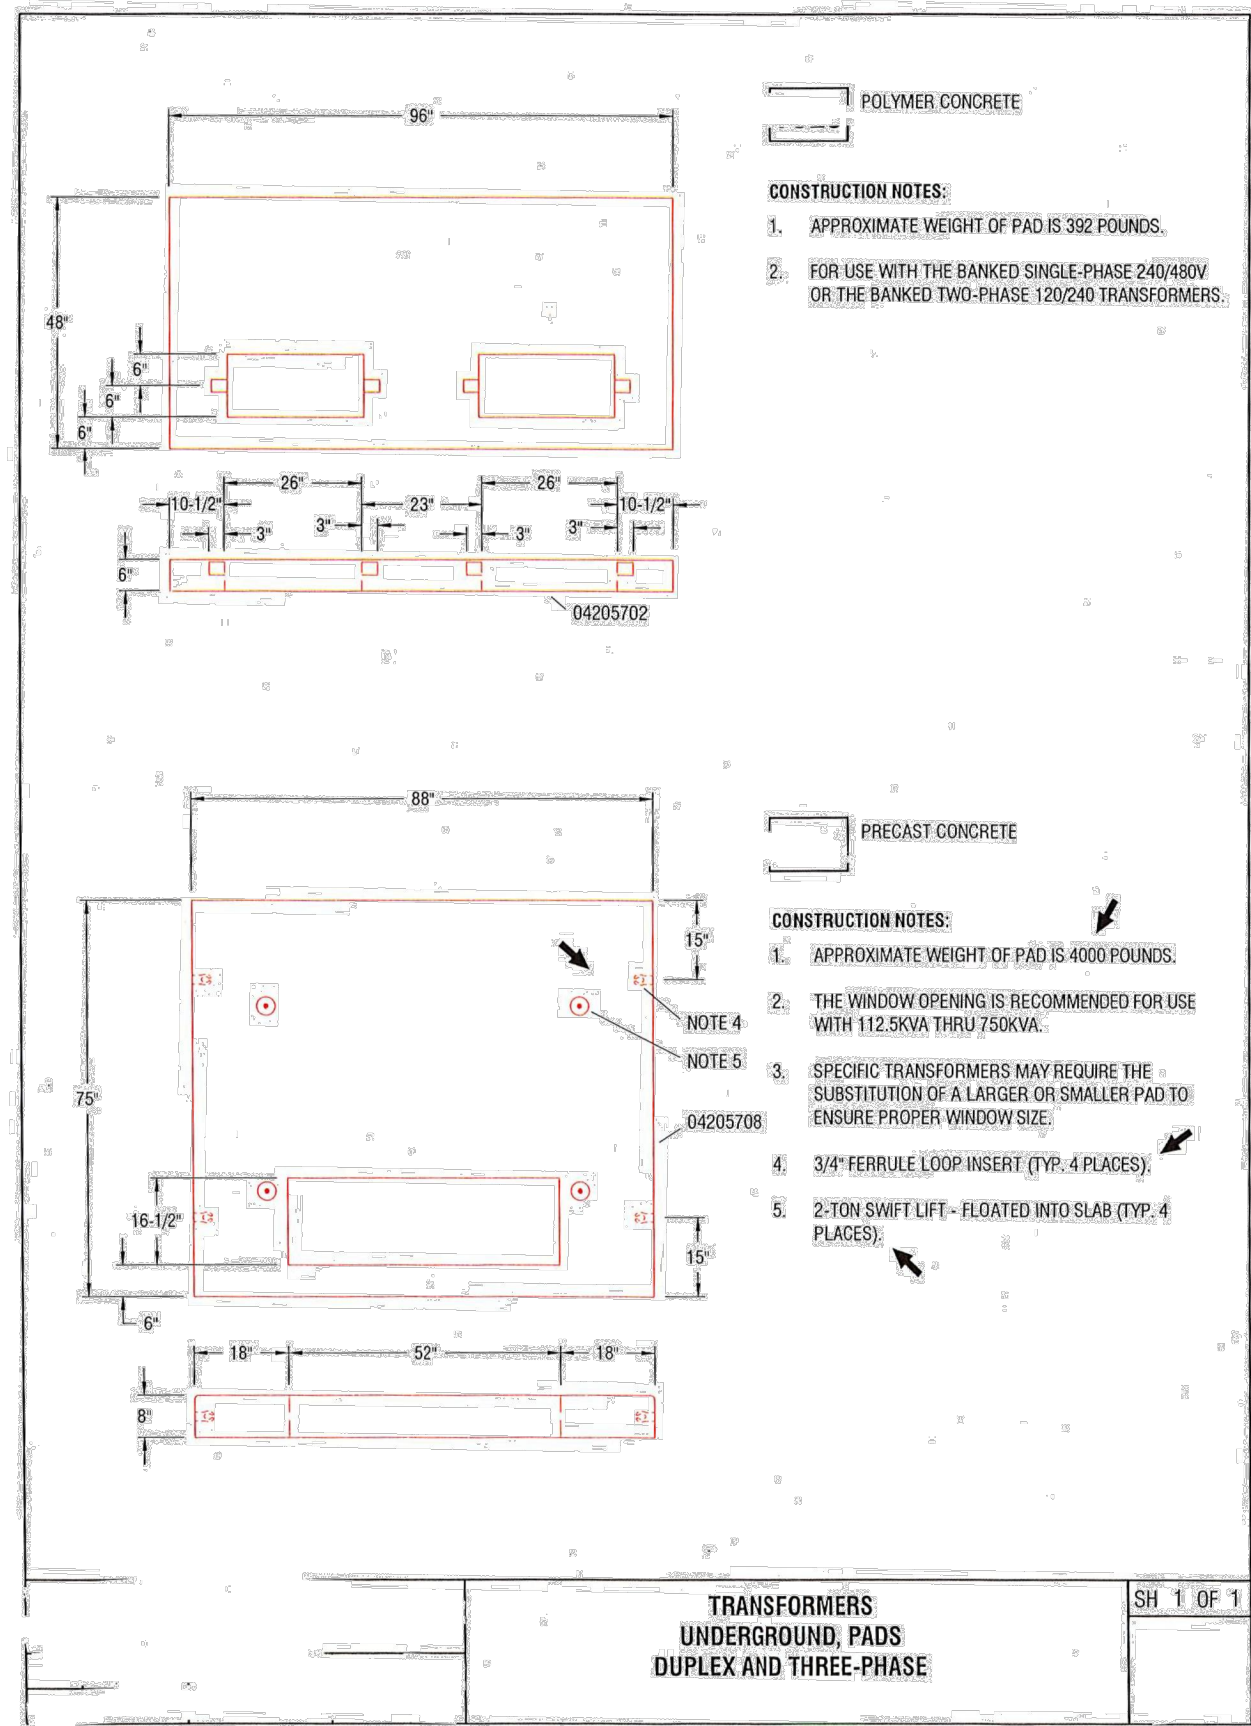 96"
POLYMER CONCRETE
CONSTRUCTION NOTES:
1. APPROXIMATE WEIGHT OF PAD IS 392 POUNDS.
2. FOR USE WITH THE BANKED SINGLE-PHASE 240/480V
OR THE BANKED TWO-PHASE 120/240 TRANSFORMERS.
48"
6"
6"
6"
26"
26"
10-1/2"
23"
10-1/2"
3"
3"
3"
3"
6"
04205702
88"
PRECAST CONCRETE
CONSTRUCTION NOTES:
1. APPROXIMATE WEIGHT OF PAD IS 4000 POUNDS.
2. THE WINDOW OPENING IS RECOMMENDED FOR USE
WITH 112.5KVA THRU 750KVA.
3. SPECIFIC TRANSFORMERS MAY REQUIRE THE
SUBSTITUTION OF A LARGER OR SMALLER PAD TO
ENSURE PROPER WINDOW SIZE.
4. 3/4" FERRULE LOOP INSERT (TYP. 4 PLACES).
5. 2-TON SWIFT LIFT - FLOATED INTO SLAB (TYP. 4
PLACES).
15"
NOTE 4
NOTE 5
75"
04205708
16-1/2"
15"
6"
18"
52"
18"
8"
TRANSFORMERS
UNDERGROUND, PADS
DUPLEX AND THREE-PHASE
SH 1 OF 1